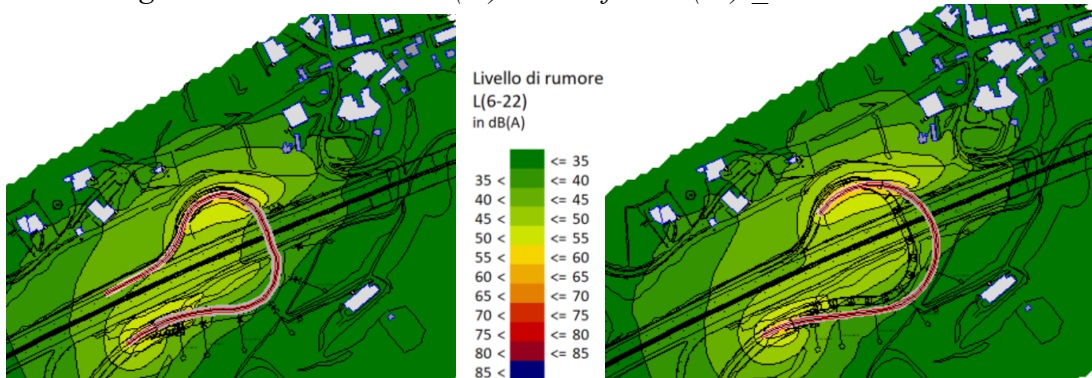 Livello di rumore
L(6-22)
in dB(A)
<= 35
35 < <= 40
40 < <= 45
45 < <= 50
50 < <= 55
55 < <= 60
60 < <= 65
65 < <= 70
70 < <= 75
75 < <= 80
80 < <= 85
85 <